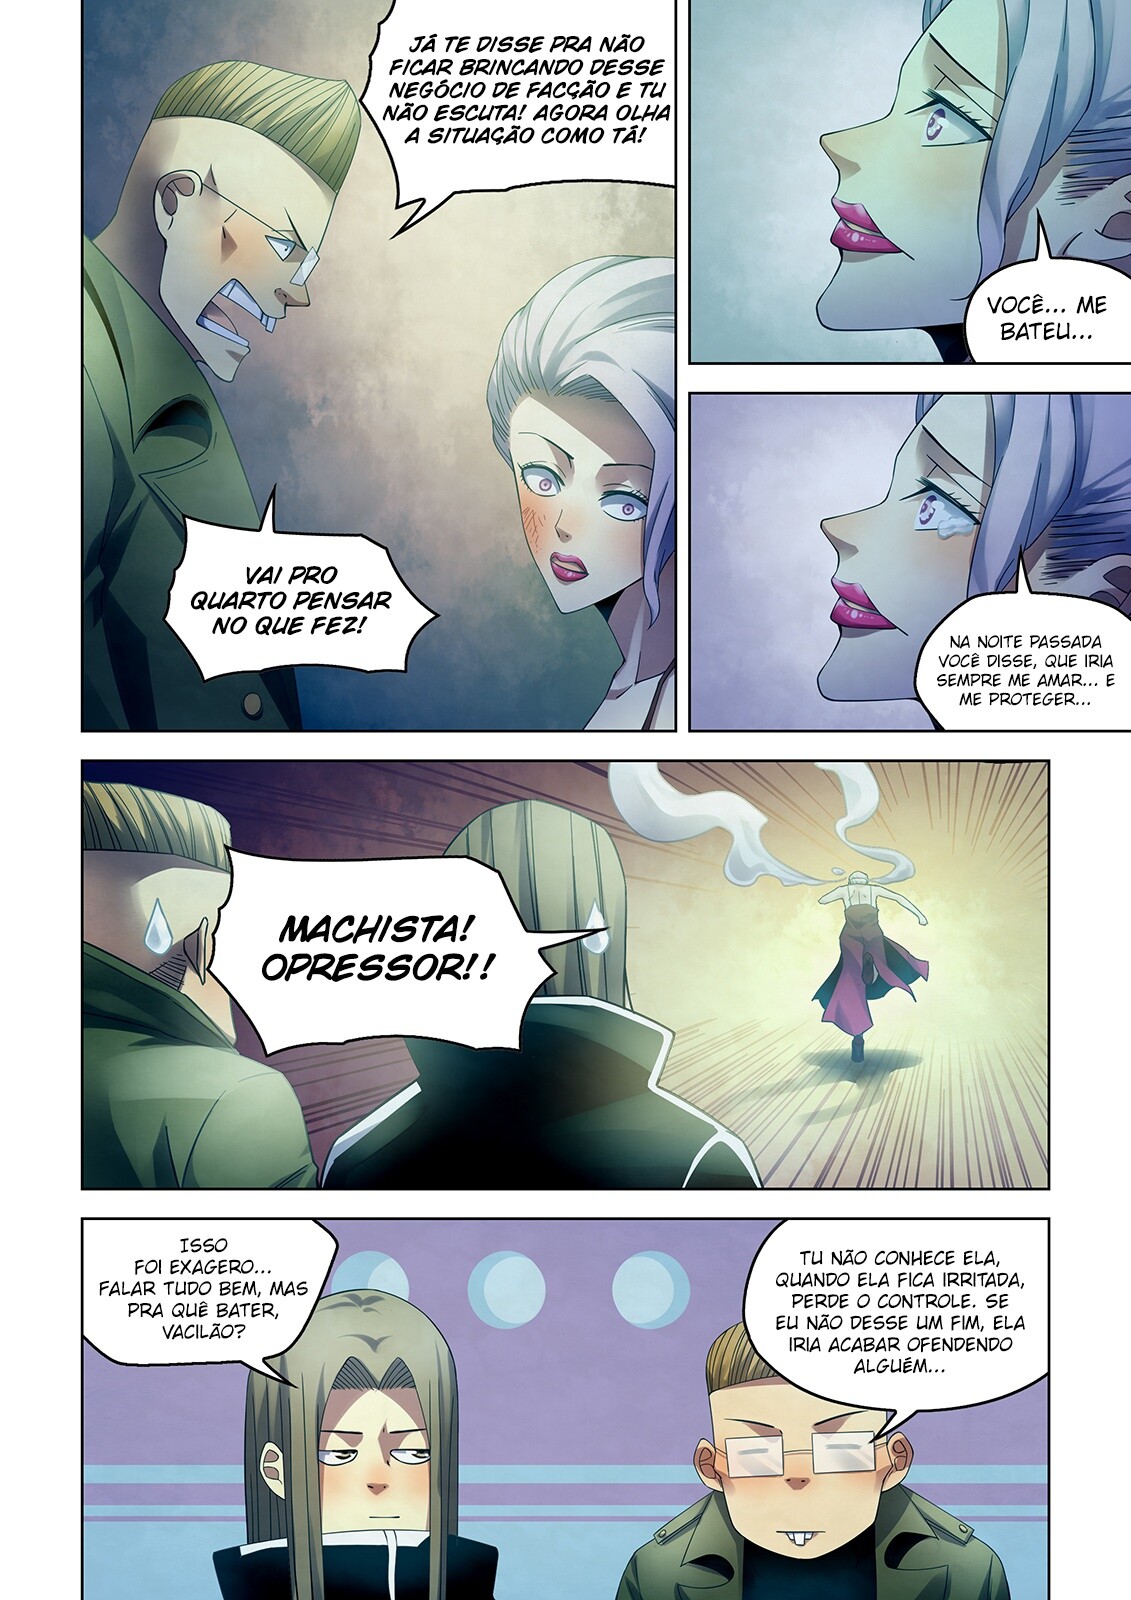 JÁ TE DISSE PRA NÃO
FICAR BRINCANDO DESSE
NEGÓCIO DE FACÇÃO E TU
NÃO ESCUTA! AGORA OLHA
A SITUAÇÃO COMO TÁ!
VAI PRO
QUARTO PENSAR
NO QUE FEZ!
VOCÊ... ME
BATEU...
NA NOITE PASSADA
VOCÊ DISSE, QUE IRIA
SEMPRE ME AMAR... E
ME PROTEGER...
MACHISTA!
OPRESSOR!!
ISSO
FOI EXAGERO...
FALAR TUDO BEM, MAS
PRA QUÊ BATER,
VACILÃO?
TU NÃO CONHECE ELA,
QUANDO ELA FICA IRRITADA,
PERDE O CONTROLE. SE
EU NÃO DESSE UM FIM, ELA
IRIA ACABAR OFENDENDO
ALGUÉM...